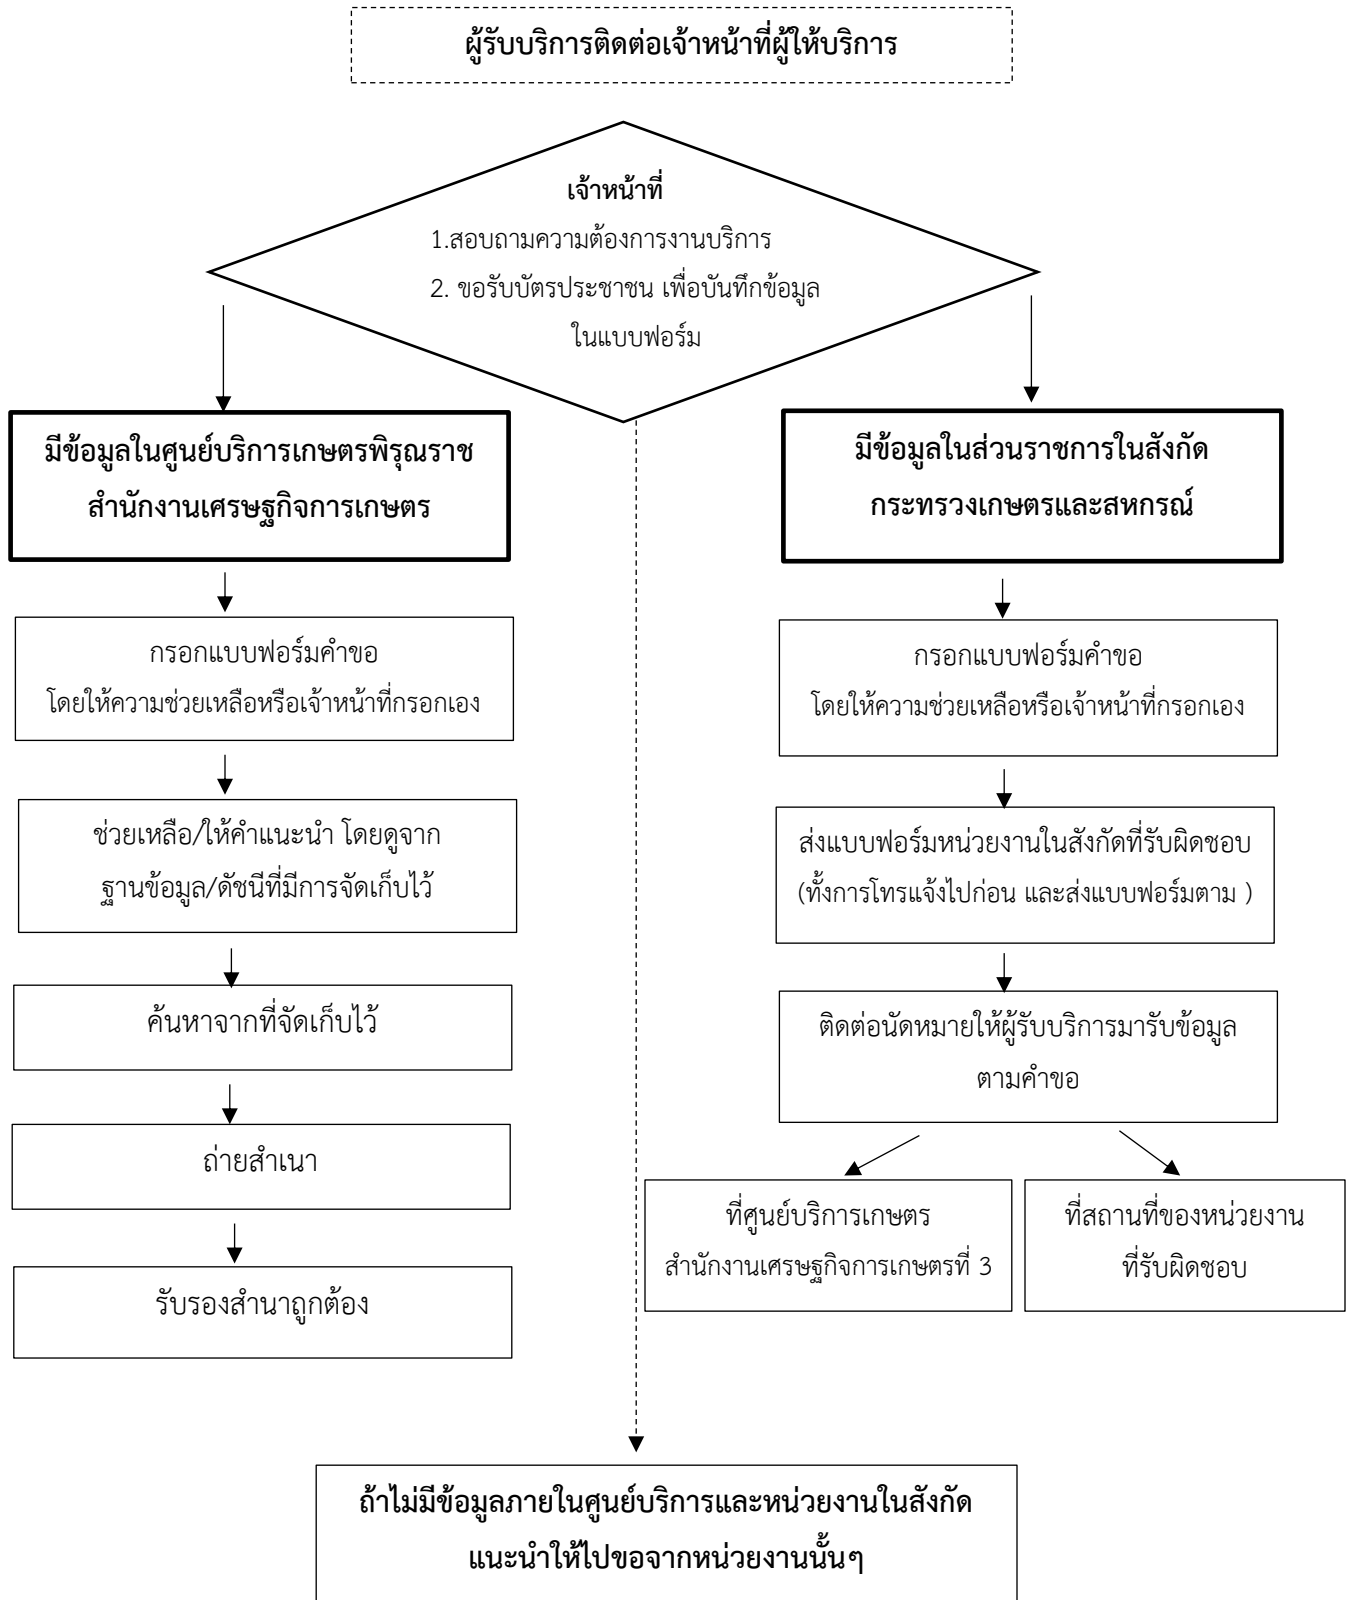 ผู้รับบริการติดต่อเจ้าหน้าที่ผู้ให้บริการ
เจ้าหน้าที่
1.สอบถามความต้องการงานบริการ
2. ขอรับบัตรประชาชน เพื่อบันทึกข้อมูล
ในแบบฟอร์ม
มีข้อมูลในศูนย์บริการเกษตรพิรุณราช
สำนักงานเศรษฐกิจการเกษตร
กรอกแบบฟอร์มคำขอ
โดยให้ความช่วยเหลือหรือเจ้าหน้าที่กรอกเอง
ช่วยเหลือ/ให้คำแนะนำ โดยดูจาก
ฐานข้อมูล/ดัชนีที่มีการจัดเก็บไว้
ค้นหาจากที่จัดเก็บไว้
ถ่ายสำเนา
รับรองสำนาถูกต้อง
มีข้อมูลในส่วนราชการในสังกัด
กระทรวงเกษตรและสหกรณ์
กรอกแบบฟอร์มคำขอ
โดยให้ความช่วยเหลือหรือเจ้าหน้าที่กรอกเอง
ส่งแบบฟอร์มหน่วยงานในสังกัดที่รับผิดชอบ
(ทั้งการโทรแจ้งไปก่อน และส่งแบบฟอร์มตาม )
ติดต่อนัดหมายให้ผู้รับบริการมารับข้อมูล
ตามคำขอ
ที่ศูนย์บริการเกษตร
สำนักงานเศรษฐกิจการเกษตรที่ 3
ที่สถานที่ของหน่วยงาน
ที่รับผิดชอบ
ถ้าไม่มีข้อมูลภายในศูนย์บริการและหน่วยงานในสังกัด
แนะนำให้ไปขอจากหน่วยงานนั้นๆ